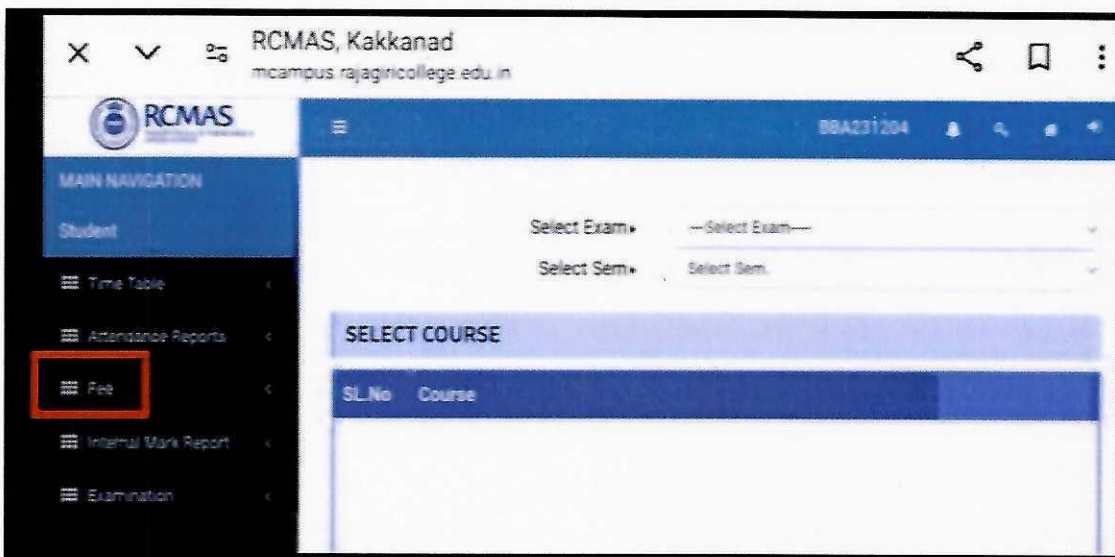 RCMAS, Kakkanad
mcampus.rajagiricollege.edu.in
RCMAS
BBA231204
MAIN NAVIGATION
Student
Time Table
Attendance Reports
Fee
Internal Mark Report
Examination
Select Exam
---Select Exam----
Select Sem
Select Sem.
SELECT COURSE
SL.No Course